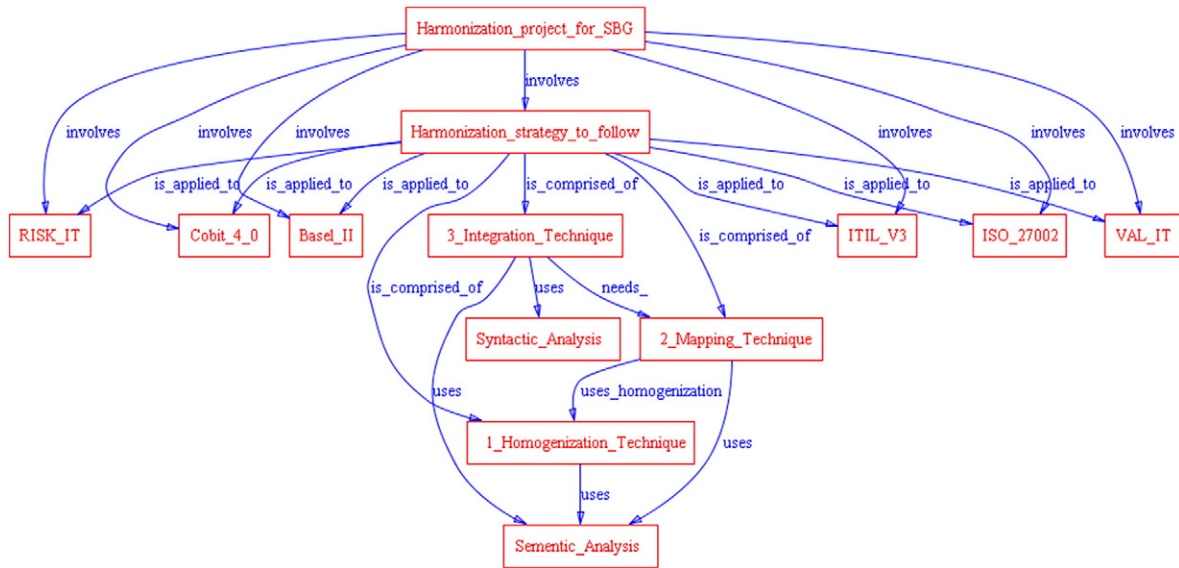 Harmonization_project_for_SBG
involves
Harmonization_strategy_to_follow
involves
involves
involves
involves
involves
involves
is_applied_to
is_applied_to
is_applied_to
is_comprised_of
is_applied_to
is_applied_to
is_applied_to
RISK_IT
Cobit_4_0
Basel_II
3_Integration_Technique
is_comprised_of
ITIL_V3
ISO_27002
VAL_IT
is_comprised_of
uses
needs_
Syntactic_Analysis
2_Mapping_Technique
uses
uses_homogenization
1_Homogenization_Technique
uses
uses
Sementic_Analysis